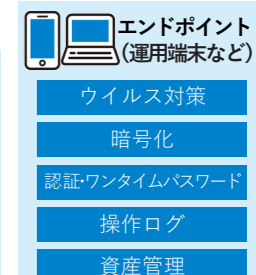 エンドポイント
(運用端末など)
ウイルス対策
暗号化
認証・ワンタイムパスワード
操作ログ
資産管理